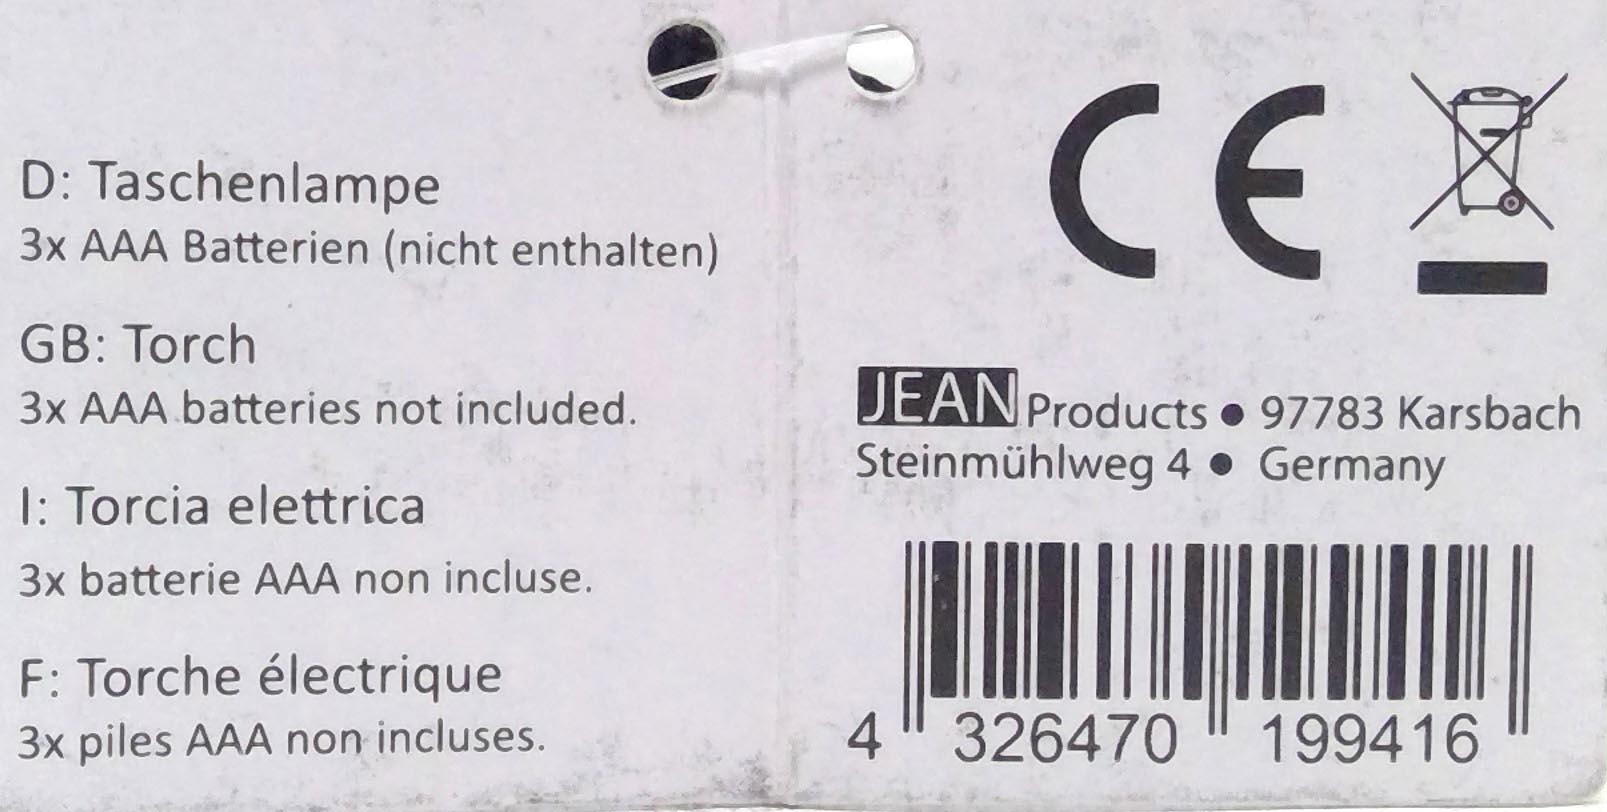 D: Taschenlampe
3x AAA Batterien (nicht enthalten)
GB: Torch
3x AAA batteries not included.
I: Torcia elettrica
3x batterie AAA non incluse.
F: Torche électrique
3x piles AAA non incluses.
CE
JEAN Products • 97783 Karsbach
Steinmühlweg 4 • Germany
4 326470 199416